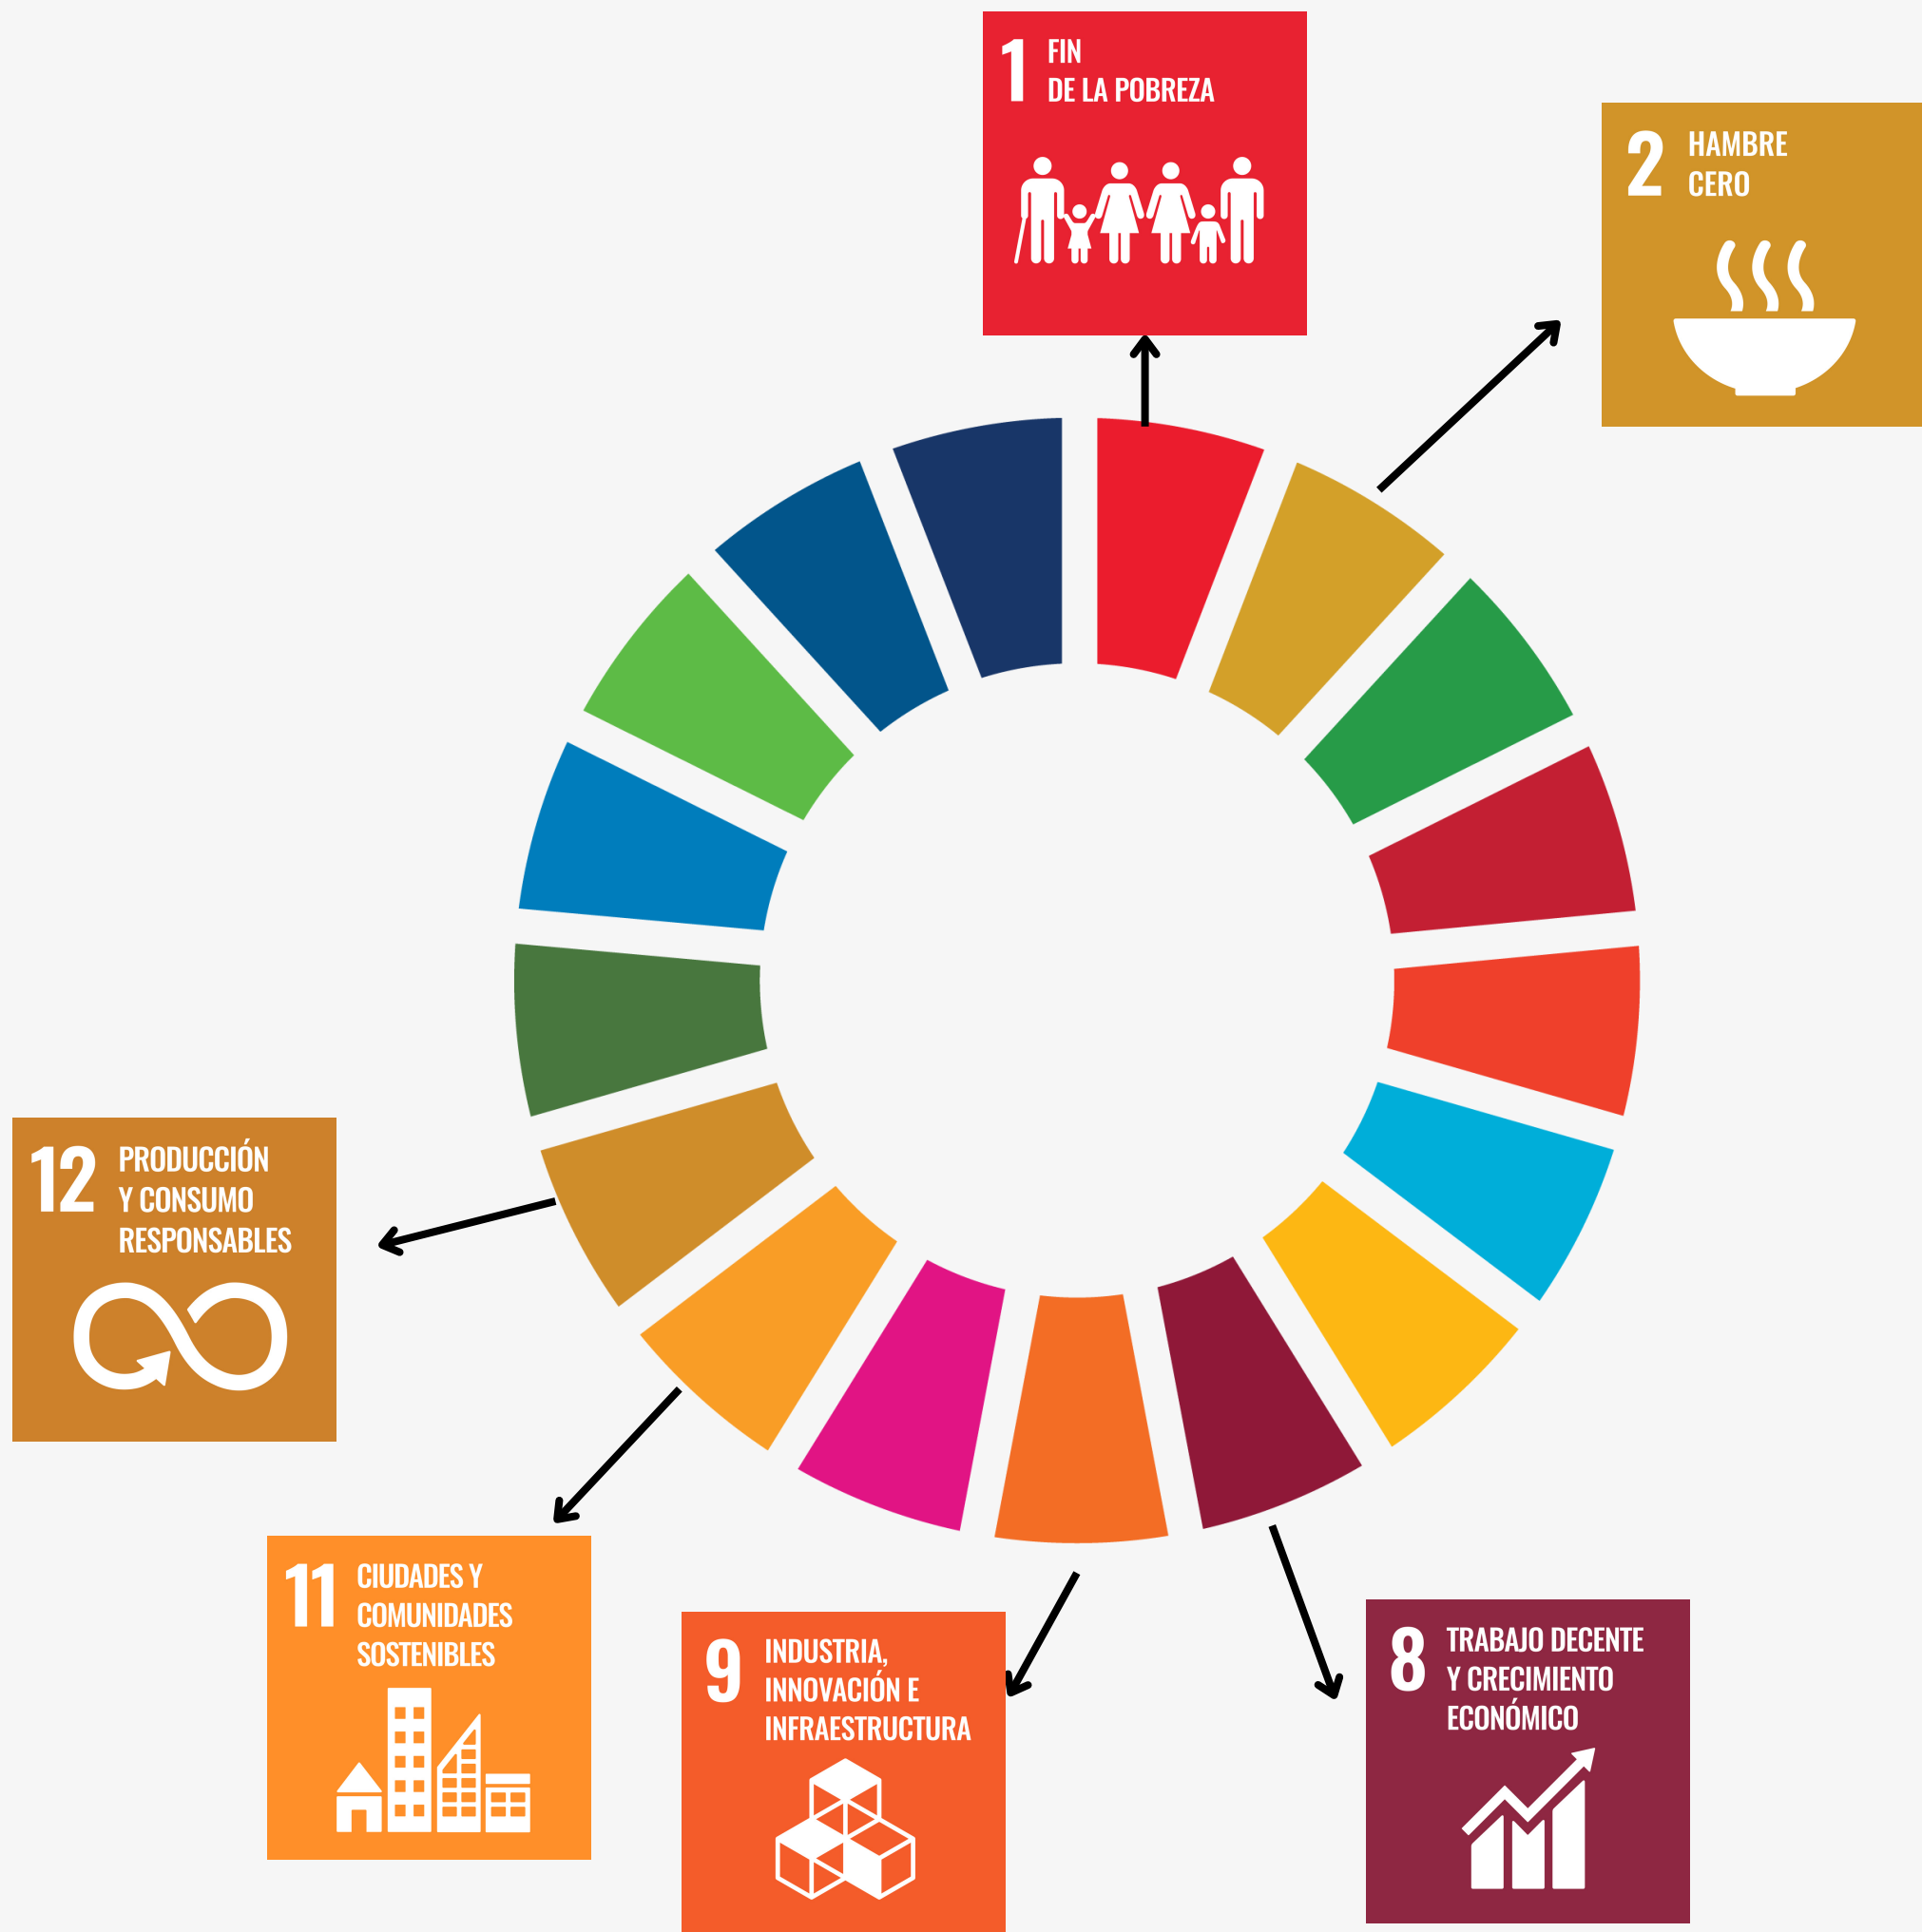 1 FIN
DE LA POBREZA
2 HAMBRE
CERO
12 PRODUCCIÓN
Y CONSUMO
RESPONSABLES
11 CIUDADES Y
COMUNIDADES
SOSTENIBLES
9 INDUSTRIA,
INNOVACIÓN E
INFRAESTRUCTURA
8 TRABAJO DECENTE
Y CRECIMIENTO
ECONÓMICO